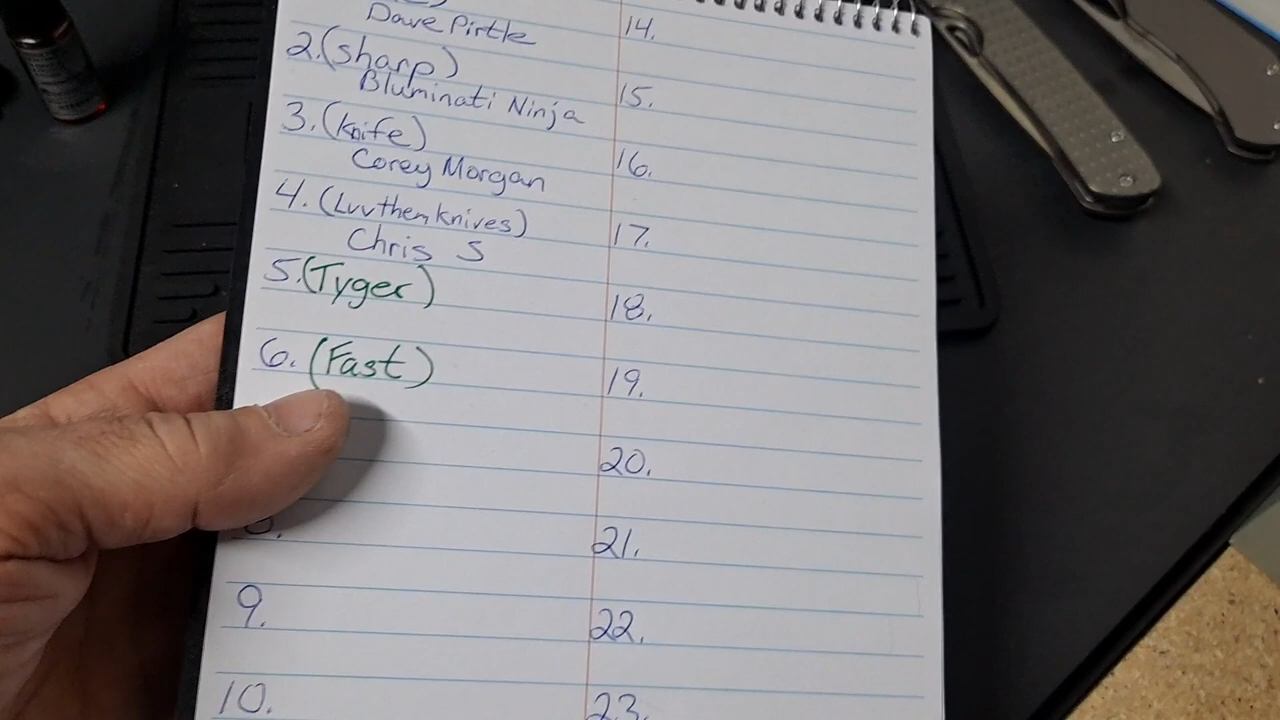 Dave Pirtle
2.(sharp)
Bluminati Ninja
3.(Knife)
Corey Morgan
4.(Luvthemknives)
Chris S
5.(Tyger)
6.(Fast)
9.
10.
14.
15.
16.
17.
18.
19.
20.
21.
22.
23.